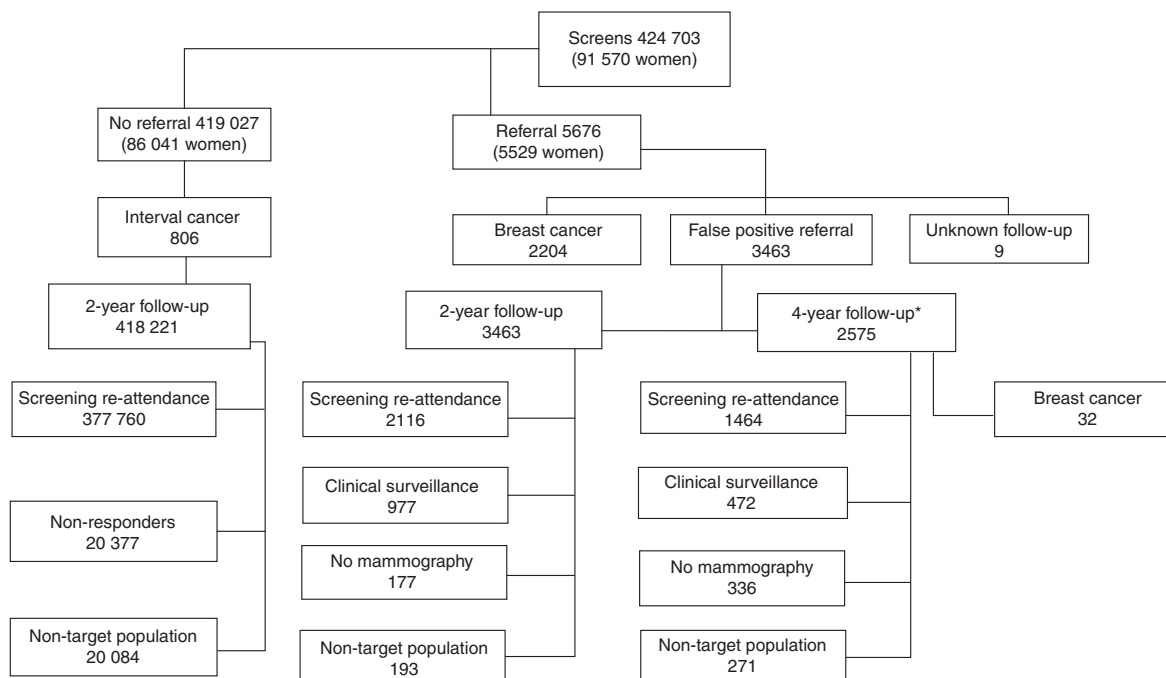 Screens 424 703
(91 570 women)
No referral 419 027
(86 041 women)
Referral 5676
(5529 women)
Interval cancer
806
Breast cancer
2204
False positive referral
3463
Unknown follow-up
9
2-year follow-up
418 221
2-year follow-up
3463
4-year follow-up*
2575
Screening re-attendance
377 760
Screening re-attendance
2116
Screening re-attendance
1464
Breast cancer
32
Non-responders
20 377
Clinical surveillance
977
Clinical surveillance
472
No mammography
177
No mammography
336
Non-target population
20 084
Non-target population
193
Non-target population
271